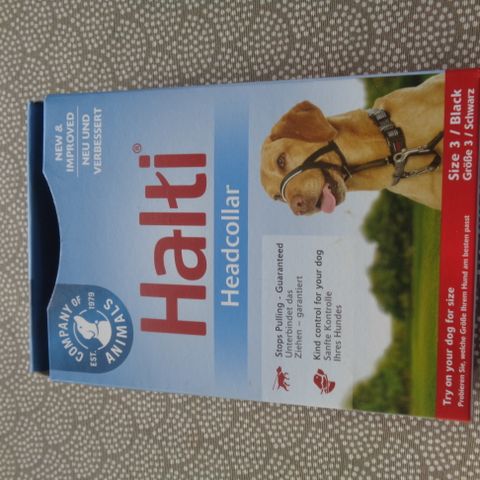 NEW &
IMPROVED
NEU UND
VERBESSERT
COMPANY OF
ANIMALS
EST. 1979
Halti®
Headcollar
Stops Pulling - Guaranteed
Unterbindet das
Ziehen – garantiert
Kind control for your dog
Sanfte Kontrolle
Ihres Hundes
Size 3 / Black
Größe 3 / Schwarz
Try on your dog for size
Probieren Sie, welche Größe Ihrem Hund am besten passt